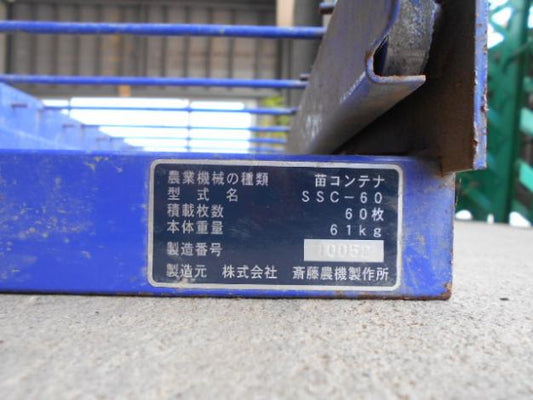 農業機械の種類 苗コンテナ
型式名 SSC-60
積載枚数 60枚
本体重量 61kg
製造番号
製造元 株式会社 斎藤農機製作所